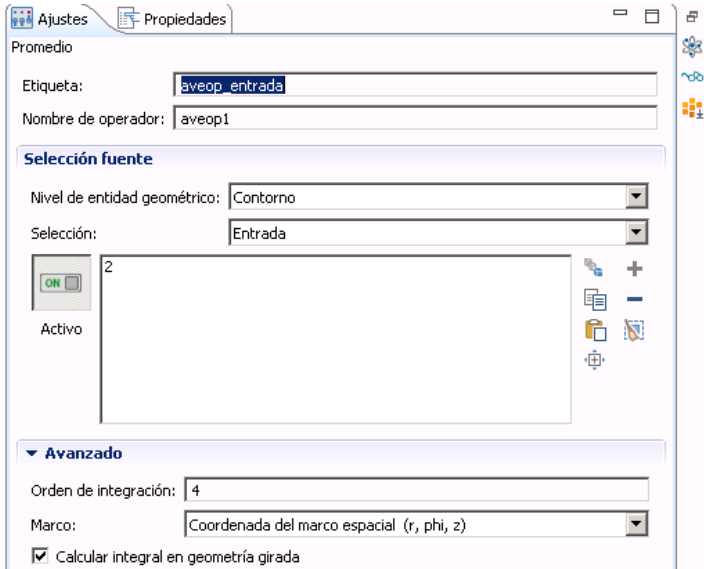 Ajustes Propiedades
Promedio
Etiqueta: aveop_entrada
Nombre de operador: aveop1
Selección fuente
Nivel de entidad geométrico: Contorno
Selección: Entrada
2
ON
Activo
Avanzado
Orden de integración: 4
Marco: Coordenada del marco espacial (r, phi, z)
Calcular integral en geometría girada